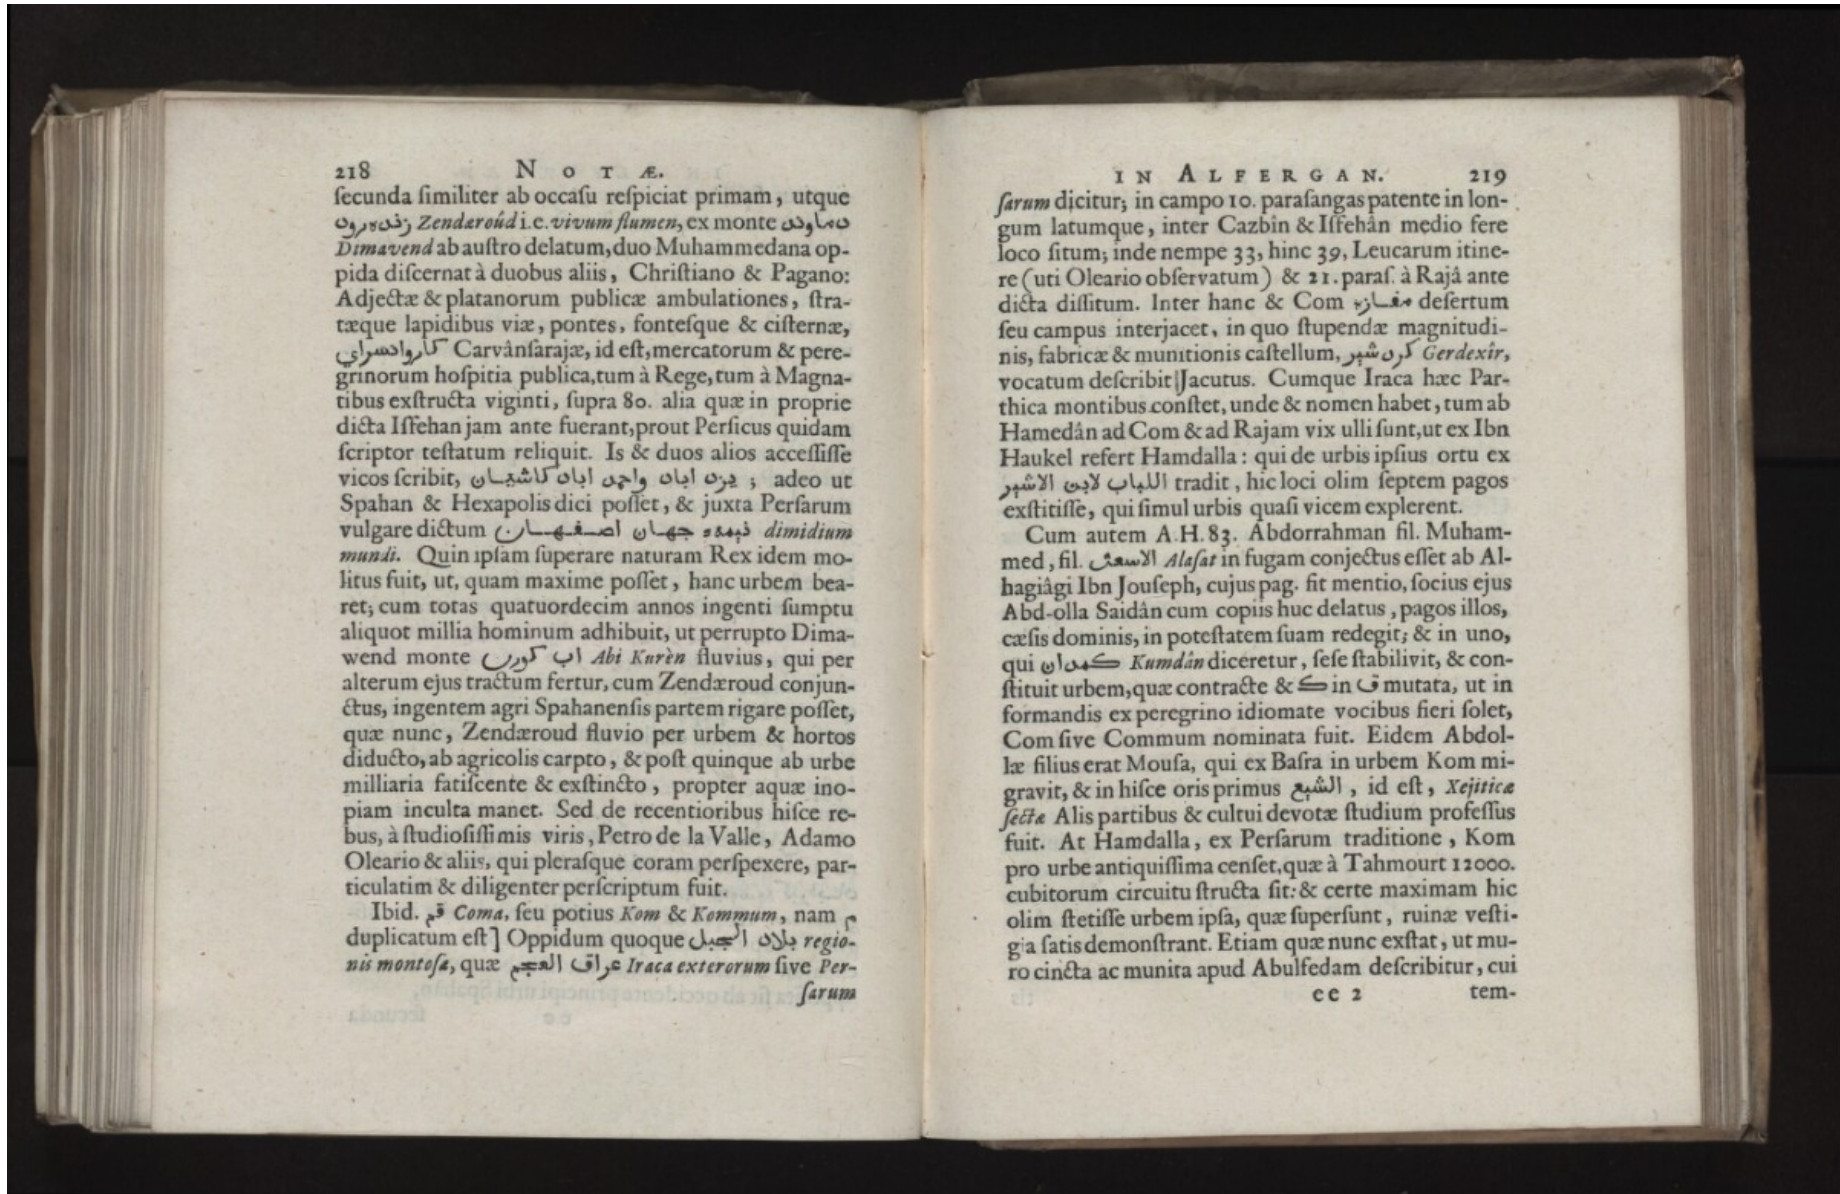 218 NOTÆ.
ſecunda ſimiliter ab occaſu reſpiciat primam, utque
زنده رود Zendæroûd i.e. vivum flumen, ex monte دماوند
Dimavend ab auſtro delatum, duo Muhammedana op-
pida diſcernat à duobus aliis, Chriſtiano & Pagano:
Adjectæ & platanorum publicæ ambulationes, ſtra-
tæque lapidibus viæ, pontes, fonteſque & ciſternæ,
كاروانسراي Carvânſarajæ, id eſt, mercatorum & pere-
grinorum hoſpitia publica, tum à Rege, tum à Magna-
tibus exſtructa viginti, ſupra 80. alia quæ in proprie
dicta Iſfehan jam ante fuerant, prout Perſicus quidam
ſcriptor teſtatum reliquit. Is & duos alios acceſſiſſe
vicos ſcribit, يزد اباد واحمد اباد كاشيان ; adeo ut
Spahan & Hexapolis dici poſſet, & juxta Perſarum
vulgare dictum نيمهء جهان اصفهان dimidium
mundi. Quin ipſam ſuperare naturam Rex idem mo-
litus fuit, ut, quam maxime poſſet, hanc urbem bea-
ret; cum totas quatuordecim annos ingenti ſumptu
aliquot millia hominum adhibuit, ut perrupto Dima-
wend monte اب كورن Abi Kurèn fluvius, qui per
alterum ejus tractum fertur, cum Zendæroud conjun-
ctus, ingentem agri Spahanenſis partem rigare poſſet,
quæ nunc, Zendæroud fluvio per urbem & hortos
diducto, ab agricolis carpto, & poſt quinque ab urbe
milliaria fatiſcente & exſtincto, propter aquæ ino-
piam inculta manet. Sed de recentioribus hiſce re-
bus, à ſtudioſiſſimis viris, Petro de la Valle, Adamo
Oleario & aliis, qui pleraſque coram perſpexere, par-
ticulatim & diligenter perſcriptum fuit.
Ibid. قم Coma, ſeu potius Kom & Kommum, nam م
duplicatum eſt] Oppidum quoque بلاد الجبل regio-
nis montoſæ, quæ عراق العجم Iraca exterorum ſive Per-
ſarum
IN ALFERGAN. 219
ſarum dicitur; in campo 10. paraſangas patente in lon-
gum latumque, inter Cazbîn & Iſfehân medio fere
loco ſitum; inde nempe 33, hinc 39, Leucarum itine-
re (uti Oleario obſervatum) & 21. paraſ. à Rajâ ante
dicta diſſitum. Inter hanc & Com مفازه deſertum
ſeu campus interjacet, in quo ſtupendæ magnitudi-
nis, fabricæ & munitionis caſtellum, كردشير Gerdexîr,
vocatum deſcribit Jacutus. Cumque Iraca hæc Par-
thica montibus conſtet, unde & nomen habet, tum ab
Hamedân ad Com & ad Rajam vix ulli ſunt, ut ex Ibn
Haukel refert Hamdalla: qui de urbis ipſius ortu ex
اللباب لابن الاشير tradit, hic loci olim ſeptem pagos
exſtitiſſe, qui ſimul urbis quaſi vicem explerent.
Cum autem A.H. 83. Abdorrahman fil. Muham-
med, fil. الاسعث Alaſat in fugam conjectus eſſet ab Al-
hagiâgi Ibn Jouſeph, cujus pag. fit mentio, ſocius ejus
Abd-olla Saidân cum copiis huc delatus, pagos illos,
cæſis dominis, in poteſtatem ſuam redegit; & in uno,
qui كمدان Kumdân diceretur, ſeſe ſtabilivit, & con-
ſtituit urbem, quæ contracte & ك in ق mutata, ut in
formandis ex peregrino idiomate vocibus fieri ſolet,
Com ſive Commum nominata fuit. Eidem Abdol-
læ filius erat Mouſa, qui ex Baſra in urbem Kom mi-
gravit, & in hiſce oris primus الشيع, id eſt, Xejiticæ
ſectæ Alis partibus & cultui devotæ ſtudium profeſſus
fuit. At Hamdalla, ex Perſarum traditione, Kom
pro urbe antiquiſſima cenſet, quæ à Tahmourt 12000.
cubitorum circuitu ſtructa ſit: & certe maximam hic
olim ſtetiſſe urbem ipſa, quæ ſuperſunt, ruinæ veſti-
gia ſatis demonſtrant. Etiam quæ nunc exſtat, ut mu-
ro cincta ac munita apud Abulfedam deſcribitur, cui
ee 2 tem-